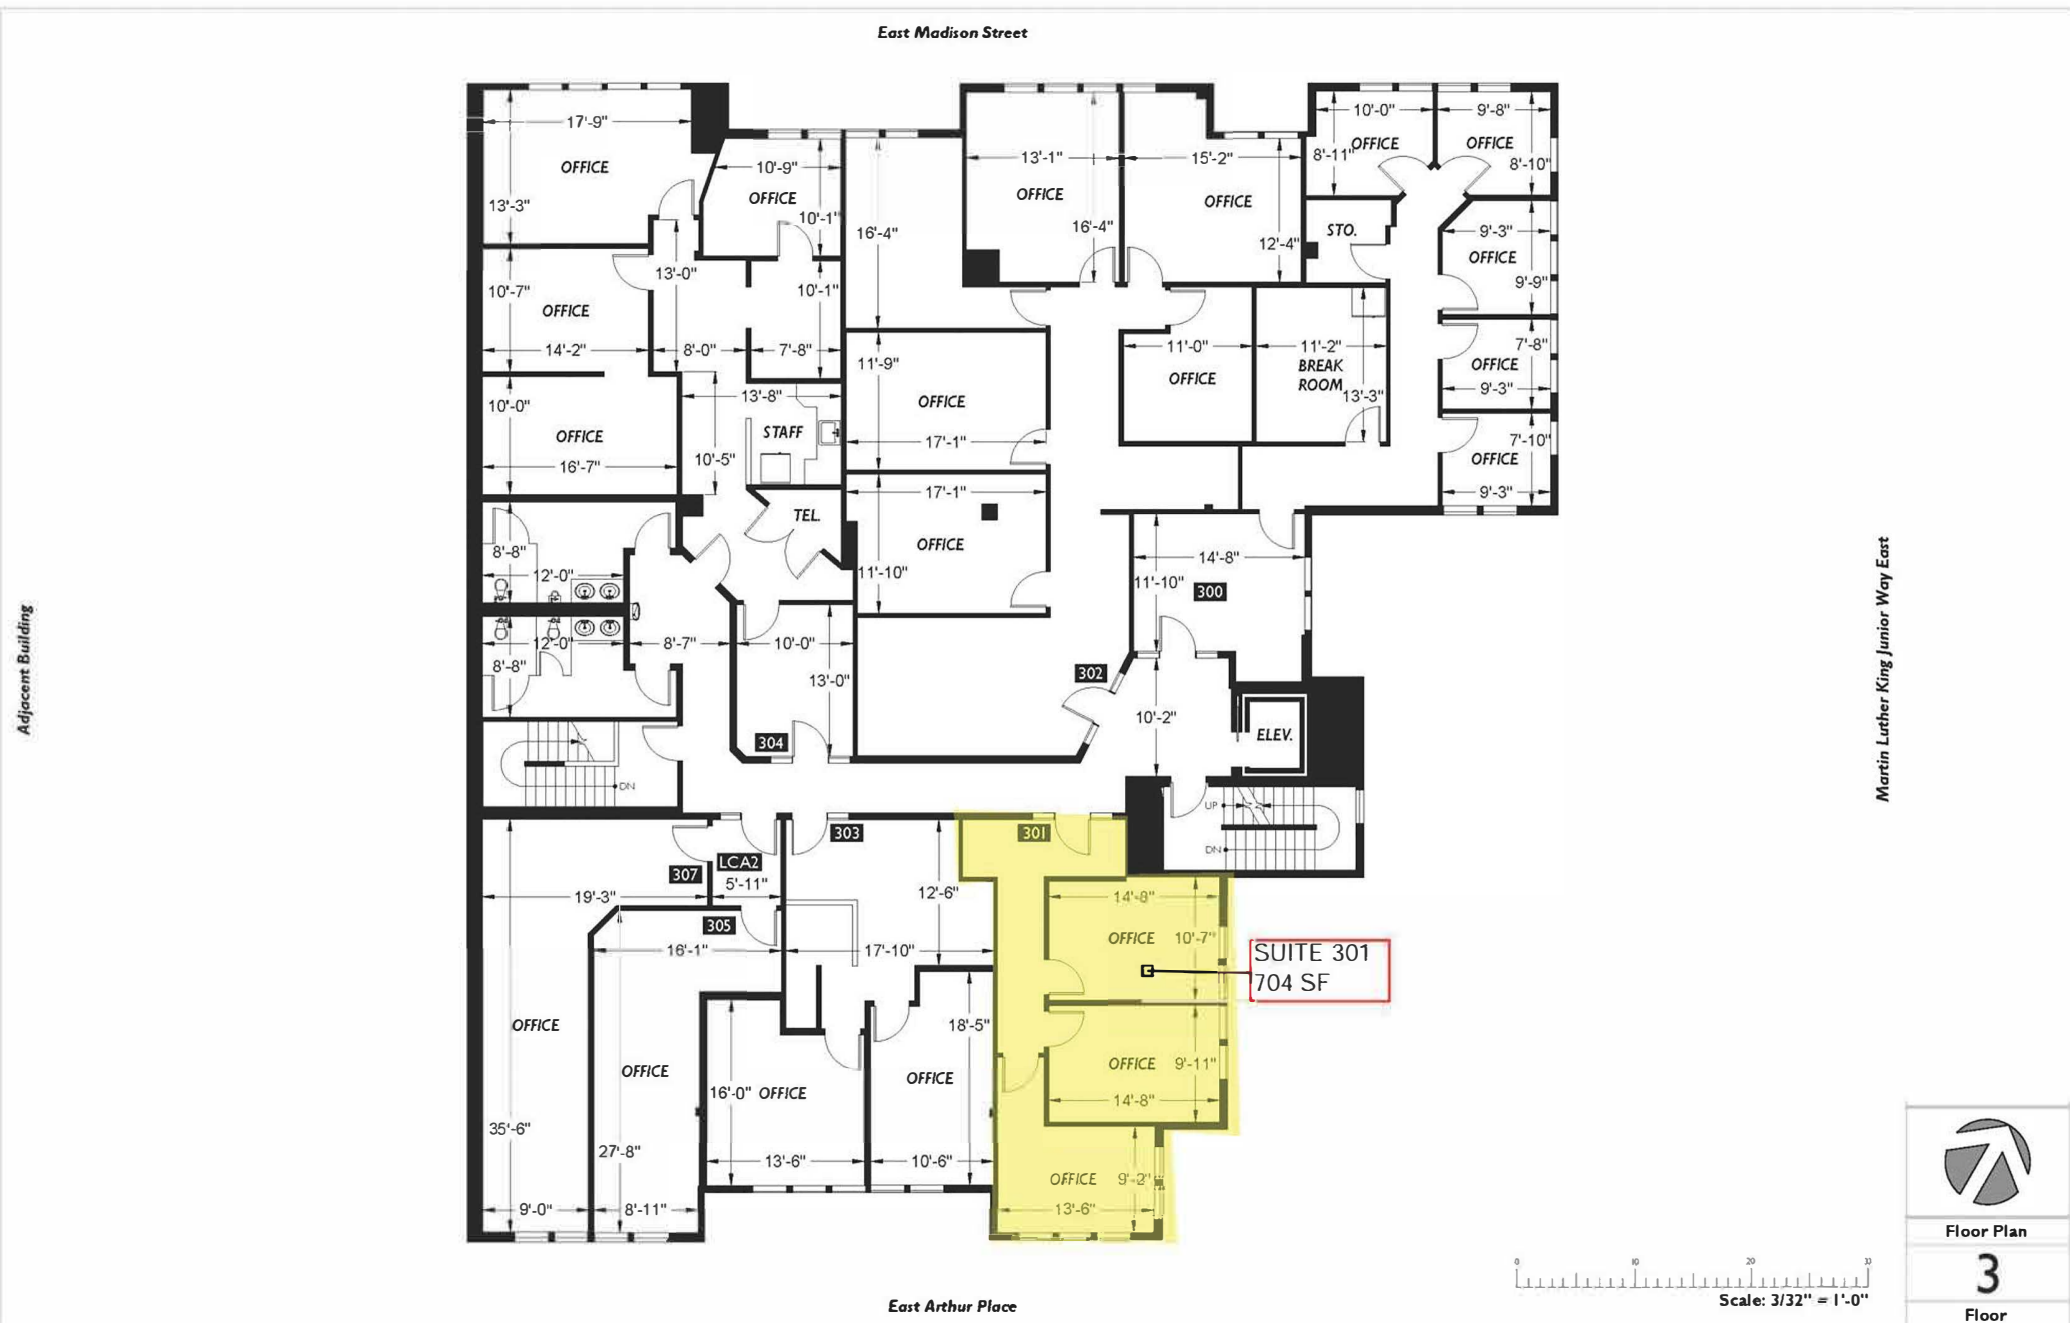 East Madison Street
17'-9"
OFFICE
13'-3"
10'-9"
OFFICE
10'-1"
16'-4"
13'-1"
OFFICE
16'-4"
15'-2"
OFFICE
12'-4"
10'-0"
OFFICE
8'-11"
9'-8"
OFFICE
8'-10"
STO.
9'-3"
OFFICE
9'-9"
13'-0"
10'-7"
OFFICE
14'-2"
8'-0"
10'-1"
7'-8"
11'-9"
OFFICE
17'-1"
11'-0"
OFFICE
11'-2"
BREAK
ROOM
13'-3"
7'-8"
OFFICE
9'-3"
10'-0"
OFFICE
16'-7"
13'-8"
STAFF
10'-5"
7'-10"
OFFICE
9'-3"
TEL.
17'-1"
OFFICE
11'-10"
8'-8"
12'-0"
14'-8"
11'-10"
300
12'-0"
8'-8"
8'-7"
10'-0"
13'-0"
302
10'-2"
ELEV.
304
DN
UP
DN
303
301
LCA2
5'-11"
307
19'-3"
305
16'-1"
12'-6"
17'-10"
14'-8"
OFFICE
10'-7"
SUITE 301
704 SF
OFFICE
35'-6"
9'-0"
OFFICE
27'-8"
8'-11"
16'-0"
OFFICE
13'-6"
18'-5"
OFFICE
10'-6"
OFFICE
9'-11"
14'-8"
OFFICE
9'-2"
13'-6"
Adjacent Building
Martin Luther King Junior Way East
East Arthur Place
0 10 20 30
Scale: 3/32" = 1'-0"
Floor Plan
3
Floor